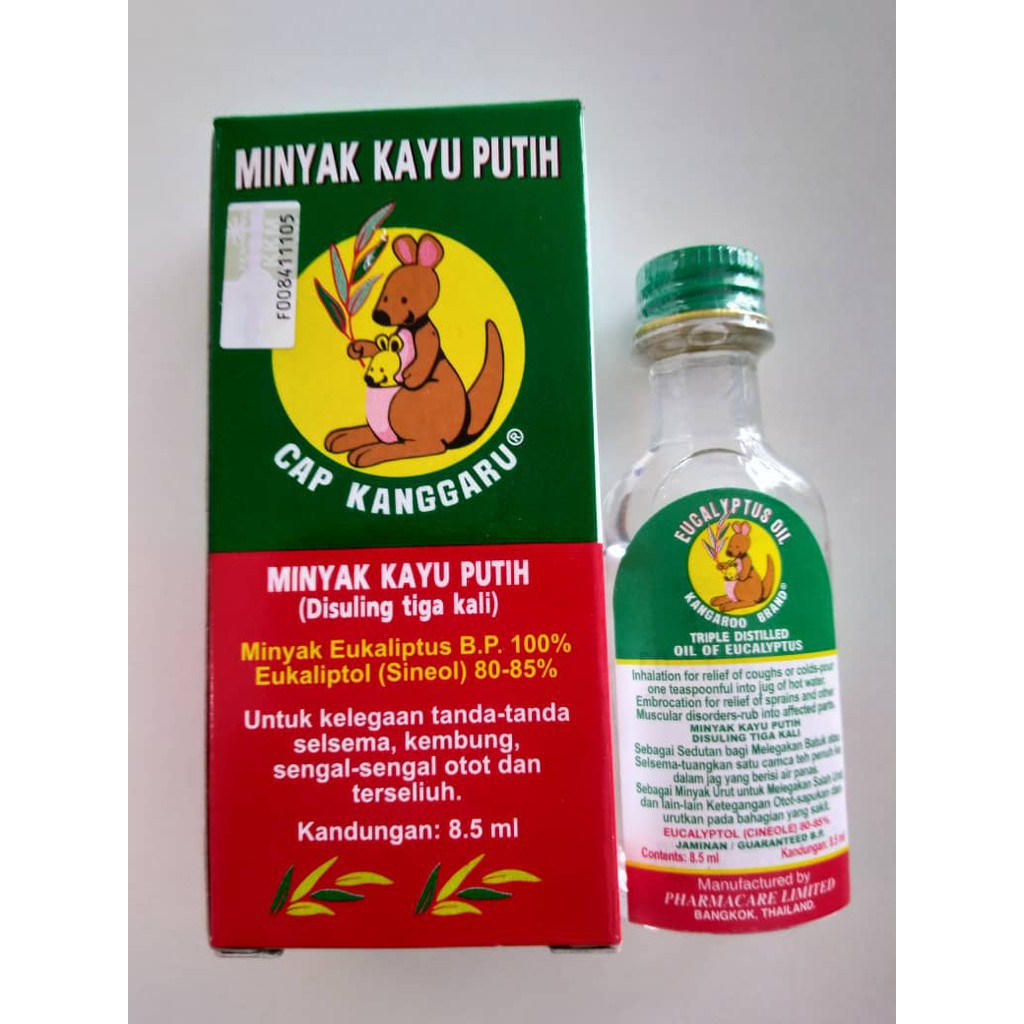 MINYAK KAYU PUTIH
F008411105
CAP KANGGARU®
MINYAK KAYU PUTIH
(Disuling tiga kali)
Minyak Eukaliptus B.P. 100%
Eukaliptol (Sineol) 80-85%
Untuk kelegaan tanda-tanda
selsema, kembung,
sengal-sengal otot dan
terseliuh.
Kandungan: 8.5 ml
EUCALYPTUS OIL
KANGAROO BRAND®
TRIPLE DISTILLED
OIL OF EUCALYPTUS
Inhalation for relief of coughs or colds-pour
one teaspoonful into jug of hot water.
Embrocation for relief of sprains and other
Muscular disorders-rub into affected parts.
MINYAK KAYU PUTIH
DISULING TIGA KALI
Sebagai Sedutan bagi Melegakan Batuk atau
Selsema-tuangkan satu camca teh penuh ke
dalam jag yang berisi air panas.
Sebagai Minyak Urut untuk Melegakan Salah Urat
dan lain-lain Ketegangan Otot-sapukan dan
urutkan pada bahagian yang sakit.
EUCALYPTOL (CINEOLE) 80-85%
JAMINAN / GUARANTEED B.P.
Contents: 8.5 ml
Kandungan: 8.5 ml
Manufactured by
PHARMACARE LIMITED
BANGKOK, THAILAND.